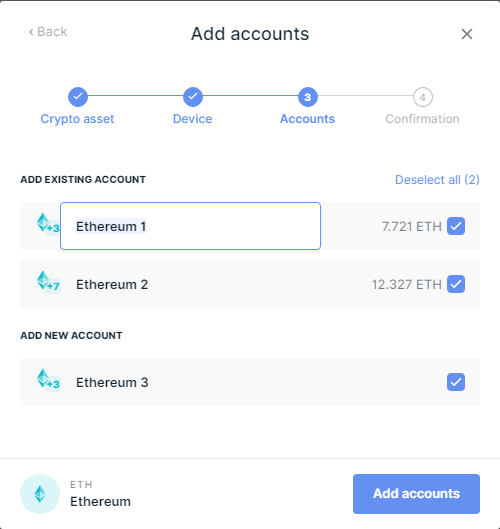 ‹ Back
Add accounts
3
4
Crypto asset
Device
Accounts
Confirmation
ADD EXISTING ACCOUNT
Deselect all (2)
+3
Ethereum 1
7.721 ETH
+7
Ethereum 2
12.327 ETH
ADD NEW ACCOUNT
+3
Ethereum 3
ETH
Ethereum
Add accounts